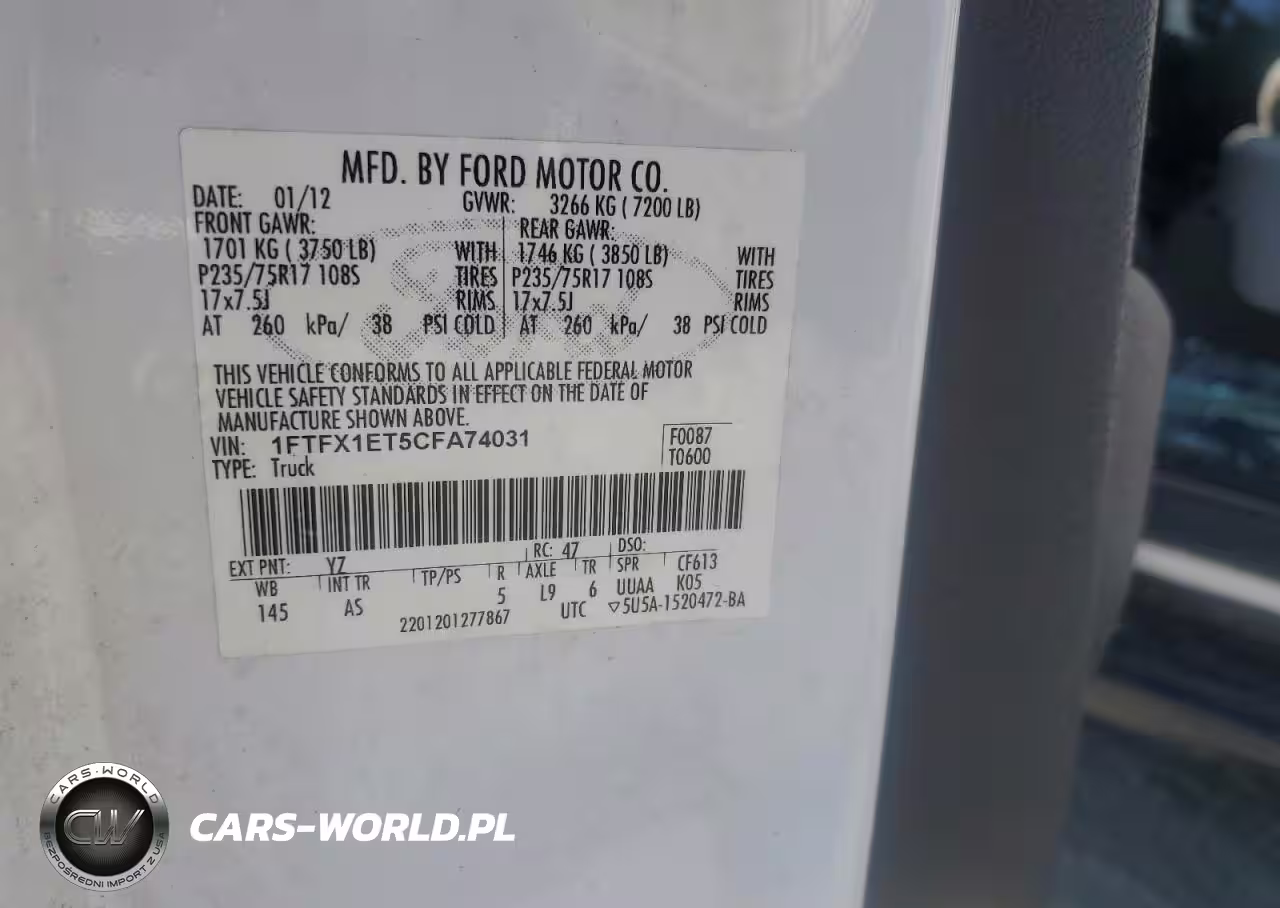 MFD. BY FORD MOTOR CO.
DATE: 01/12 GVWR: 3266 KG ( 7200 LB)
FRONT GAWR: REAR GAWR:
1701 KG ( 3750 LB) WITH 1746 KG ( 3850 LB) WITH
P235/75R17 108S TIRES P235/75R17 108S TIRES
17x7.5J RIMS 17x7.5J RIMS
AT 260 kPa/ 38 PSI COLD AT 260 kPa/ 38 PSI COLD
THIS VEHICLE CONFORMS TO ALL APPLICABLE FEDERAL MOTOR
VEHICLE SAFETY STANDARDS IN EFFECT ON THE DATE OF
MANUFACTURE SHOWN ABOVE.
VIN: 1FTFX1ET5CFA74031 F0087
TYPE: Truck T0600
EXT PNT: YZ RC: 47 DSO:
WB INT TR TP/PS R AXLE TR SPR CF613
145 AS 5 L9 6 UUAA K05
2201201277867 UTC ▽5U5A-1520472-BA
Ford
CARS-WORLD
CW
BEZPOŚREDNI IMPORT Z USA
CARS-WORLD.PL